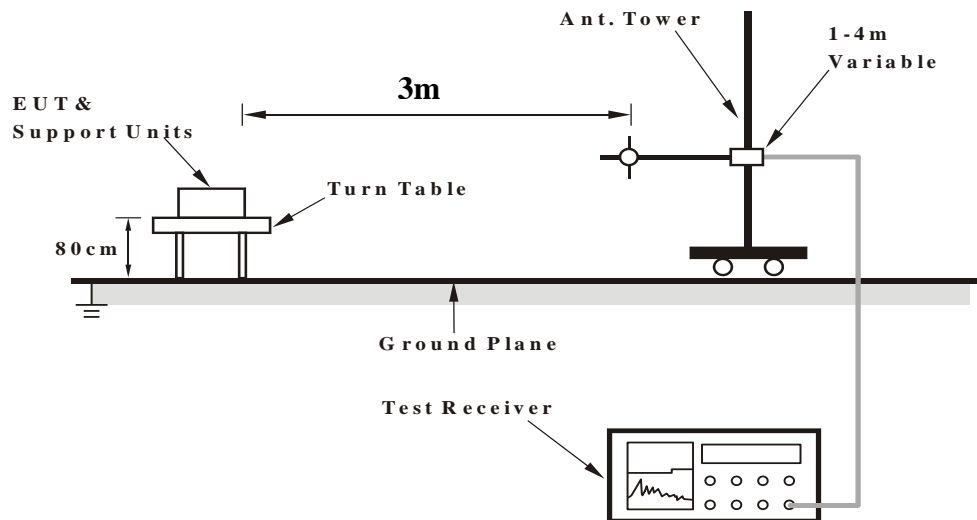 Ant. Tower
1-4m
Variable
3m
EUT &
Support Units
Turn Table
80cm
Ground Plane
Test Receiver